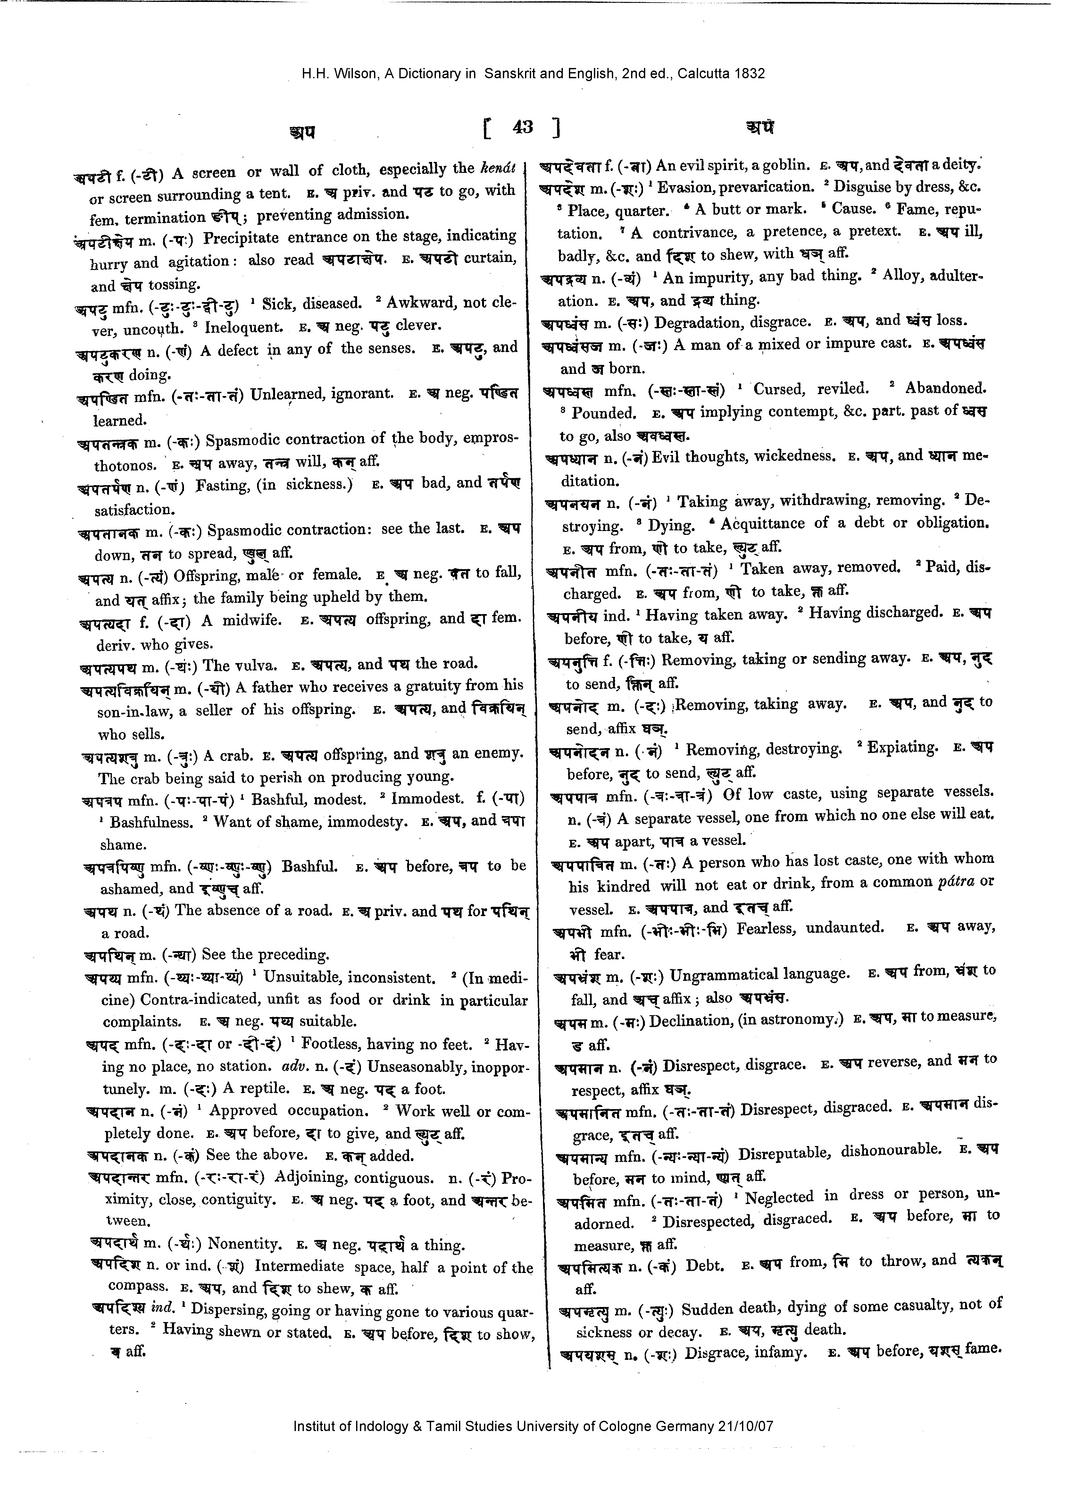 H.H. Wilson, A Dictionary in Sanskrit and English, 2nd ed., Calcutta 1832
अप [ 43 ] अप
अपटी f. (-टी) A screen or wall of cloth, especially the kenát
or screen surrounding a tent. E. अ priv. and पट to go, with
fem. termination ङीप्; preventing admission.
अपटीक्षेप m. (-पः) Precipitate entrance on the stage, indicating
hurry and agitation: also read अपटाक्षेप. E. अपटी curtain,
and क्षेप tossing.
अपटु mfn. (-टुः-टुः-ट्वी-टु) ¹ Sick, diseased. ² Awkward, not cle-
ver, uncouth. ³ Ineloquent. E. अ neg. पटु clever.
अपटुकरण n. (-णं) A defect in any of the senses. E. अपटु, and
करण doing.
अपण्डित mfn. (-तः-ता-तं) Unlearned, ignorant. E. अ neg. पण्डित
learned.
अपतन्त्रक m. (-कः) Spasmodic contraction of the body, empros-
thotonos. E. अप away, तन्त्र will, कन् aff.
अपतर्पण n. (-णं) Fasting, (in sickness.) E. अप bad, and तर्पण
satisfaction.
अपतानक m. (-कः) Spasmodic contraction: see the last. E. अप
down, तन to spread, ण्वुल् aff.
अपत्य n. (-त्यं) Offspring, male or female. E. अ neg. पत to fall,
and यत् affix; the family being upheld by them.
अपत्यदा f. (-दा) A midwife. E. अपत्य offspring, and दा fem.
deriv. who gives.
अपत्यपथ m. (-थः) The vulva. E. अपत्य, and पथ the road.
अपत्यविक्रयिन् m. (-यी) A father who receives a gratuity from his
son-in-law, a seller of his offspring. E. अपत्य, and विक्रयिन्
who sells.
अपत्यशत्रु m. (-त्रुः) A crab. E. अपत्य offspring, and शत्रु an enemy.
The crab being said to perish on producing young.
अपत्रप mfn. (-पः-पा-पं) ¹ Bashful, modest. ² Immodest. f. (-पा)
¹ Bashfulness. ² Want of shame, immodesty. E. अप, and त्रपा
shame.
अपत्रपिष्णु mfn. (-ष्णुः-ष्णुः-ष्णु) Bashful. E. अप before, त्रप to be
ashamed, and इष्णुच् aff.
अपथ n. (-थं) The absence of a road. E. अ priv. and पथ for पथिन्
a road.
अपथिन् m. (-न्था) See the preceding.
अपथ्य mfn. (-थ्यः-थ्या-थ्यं) ¹ Unsuitable, inconsistent. ² (In medi-
cine) Contra-indicated, unfit as food or drink in particular
complaints. E. अ neg. पथ्य suitable.
अपद mfn. (-दः-दा or -दी-दं) ¹ Footless, having no feet. ² Hav-
ing no place, no station. adv. n. (-दं) Unseasonably, inoppor-
tunely. m. (-दः) A reptile. E. अ neg. पद a foot.
अपदान n. (-नं) ¹ Approved occupation. ² Work well or com-
pletely done. E. अप before, दा to give, and ल्युट् aff.
अपदानक n. (-कं) See the above. E. कन् added.
अपदान्तर mfn. (-रः-रा-रं) Adjoining, contiguous. n. (-रं) Pro-
ximity, close, contiguity. E. अ neg. पद a foot, and अन्तर be-
tween.
अपदार्थ m. (-र्थः) Nonentity. E. अ neg. पदार्थ a thing.
अपदिश n. or ind. (-शं) Intermediate space, half a point of the
compass. E. अप, and दिश् to shew, क aff.
अपदिश्य ind. ¹ Dispersing, going or having gone to various quar-
ters. ² Having shewn or stated. E. अप before, दिश् to show,
य aff.
अपदेवता f. (-ता) An evil spirit, a goblin. E. अप, and देवता a deity.
अपदेश m. (-शः) ¹ Evasion, prevarication. ² Disguise by dress, &c.
³ Place, quarter. ⁴ A butt or mark. ⁵ Cause. ⁶ Fame, repu-
tation. ⁷ A contrivance, a pretence, a pretext. E. अप ill,
badly, &c. and दिश् to shew, with घञ् aff.
अपद्रव्य n. (-व्यं) ¹ An impurity, any bad thing. ² Alloy, adulter-
ation. E. अप, and द्रव्य thing.
अपध्वंस m. (-सः) Degradation, disgrace. E. अप, and ध्वंस loss.
अपध्वंसज m. (-जः) A man of a mixed or impure cast. E. अपध्वंस
and ज born.
अपध्वस्त mfn. (-स्तः-स्ता-स्तं) ¹ Cursed, reviled. ² Abandoned.
³ Pounded. E. अप implying contempt, &c. part. past of ध्वस
to go, also अवध्वस्त.
अपध्यान n. (-नं) Evil thoughts, wickedness. E. अप, and ध्यान me-
ditation.
अपनयन n. (-नं) ¹ Taking away, withdrawing, removing. ² De-
stroying. ³ Dying. ⁴ Acquittance of a debt or obligation.
E. अप from, णी to take, ल्युट् aff.
अपनीत mfn. (-तः-ता-तं) ¹ Taken away, removed. ² Paid, dis-
charged. E. अप from, णी to take, क्त aff.
अपनीय ind. ¹ Having taken away. ² Having discharged. E. अप
before, णी to take, य aff.
अपनुत्ति f. (-त्तिः) Removing, taking or sending away. E. अप, नुद
to send, क्तिन् aff.
अपनोद m. (-दः) Removing, taking away. E. अप, and नुद to
send, affix घञ्.
अपनोदन n. (-नं) ¹ Removing, destroying. ² Expiating. E. अप
before, नुद to send, ल्युट् aff.
अपपात्र mfn. (-त्रः-त्रा-त्रं) Of low caste, using separate vessels.
n. (-त्रं) A separate vessel, one from which no one else will eat.
E. अप apart, पात्र a vessel.
अपपात्रित m. (-तः) A person who has lost caste, one with whom
his kindred will not eat or drink, from a common pátra or
vessel. E. अपपात्र, and इतच् aff.
अपभी mfn. (-भीः-भीः-भि) Fearless, undaunted. E. अप away,
भी fear.
अपभ्रंश m. (-शः) Ungrammatical language. E. अप from, भ्रंश to
fall, and अच् affix; also अपभ्रंस.
अपम m. (-मः) Declination, (in astronomy.) E. अप, मा to measure,
ड aff.
अपमान n. (-नं) Disrespect, disgrace. E. अप reverse, and मन to
respect, affix घञ्.
अपमानित mfn. (-तः-ता-तं) Disrespect, disgraced. E. अपमान dis-
grace, इतच् aff.
अपमान्य mfn. (-न्यः-न्या-न्यं) Disreputable, dishonourable. E. अप
before, मन to mind, ण्यत् aff.
अपमित mfn. (-तः-ता-तं) ¹ Neglected in dress or person, un-
adorned. ² Disrespected, disgraced. E. अप before, मा to
measure, क्त aff.
अपमित्यक n. (-कं) Debt. E. अप from, मि to throw, and त्यकन्
aff.
अपमृत्यु m. (-त्युः) Sudden death, dying of some casualty, not of
sickness or decay. E. अप, मृत्यु death.
अपयशस् n. (-शः) Disgrace, infamy. E. अप before, यशस् fame.
Institut of Indology & Tamil Studies University of Cologne Germany 21/10/07